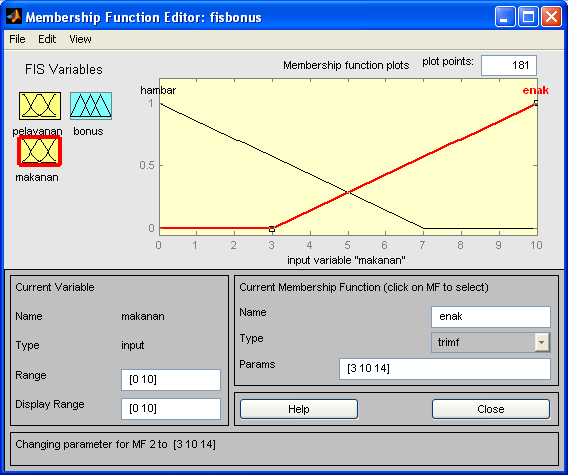 Membership Function Editor: fisbonus
File Edit View
FIS Variables
Membership function plots plot points: 181
hambar enak
pelayanan bonus
makanan
1
0.5
0
0 1 2 3 4 5 6 7 8 9 10
input variable "makanan"
Current Variable
Name makanan
Type input
Range [0 10]
Display Range [0 10]
Current Membership Function (click on MF to select)
Name enak
Type trimf
Params [3 10 14]
Help Close
Changing parameter for MF 2 to [3 10 14]